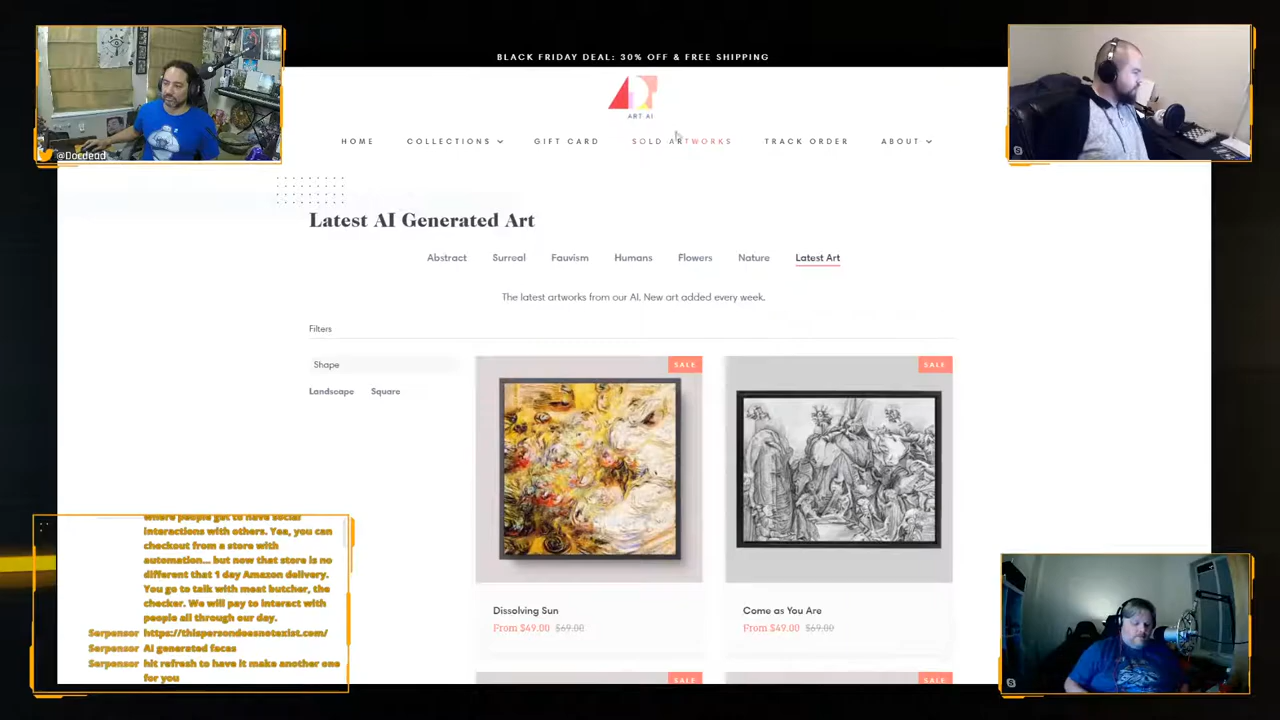 BLACK FRIDAY DEAL: 30% OFF & FREE SHIPPING
ART AI
HOME COLLECTIONS GIFT CARD SOLD ARTWORKS TRACK ORDER ABOUT
@Docdead
Latest AI Generated Art
Abstract Surreal Fauvism Humans Flowers Nature Latest Art
The latest artworks from our AI. New art added every week.
Filters
Shape
Landscape Square
SALE
SALE
Dissolving Sun
From $49.00 $69.00
Come as You Are
From $49.00 $69.00
SALE
SALE
where people get to have social
interactions with others. Yea, you can
checkout from a store with
automation... but now that store is no
different that 1 day Amazon delivery.
You go to talk with meat butcher, the
checker. We will pay to interact with
people all through our day.
Serpensor https://thispersondoesnotexist.com/
Serpensor AI generated faces
Serpensor hit refresh to have it make another one
for you